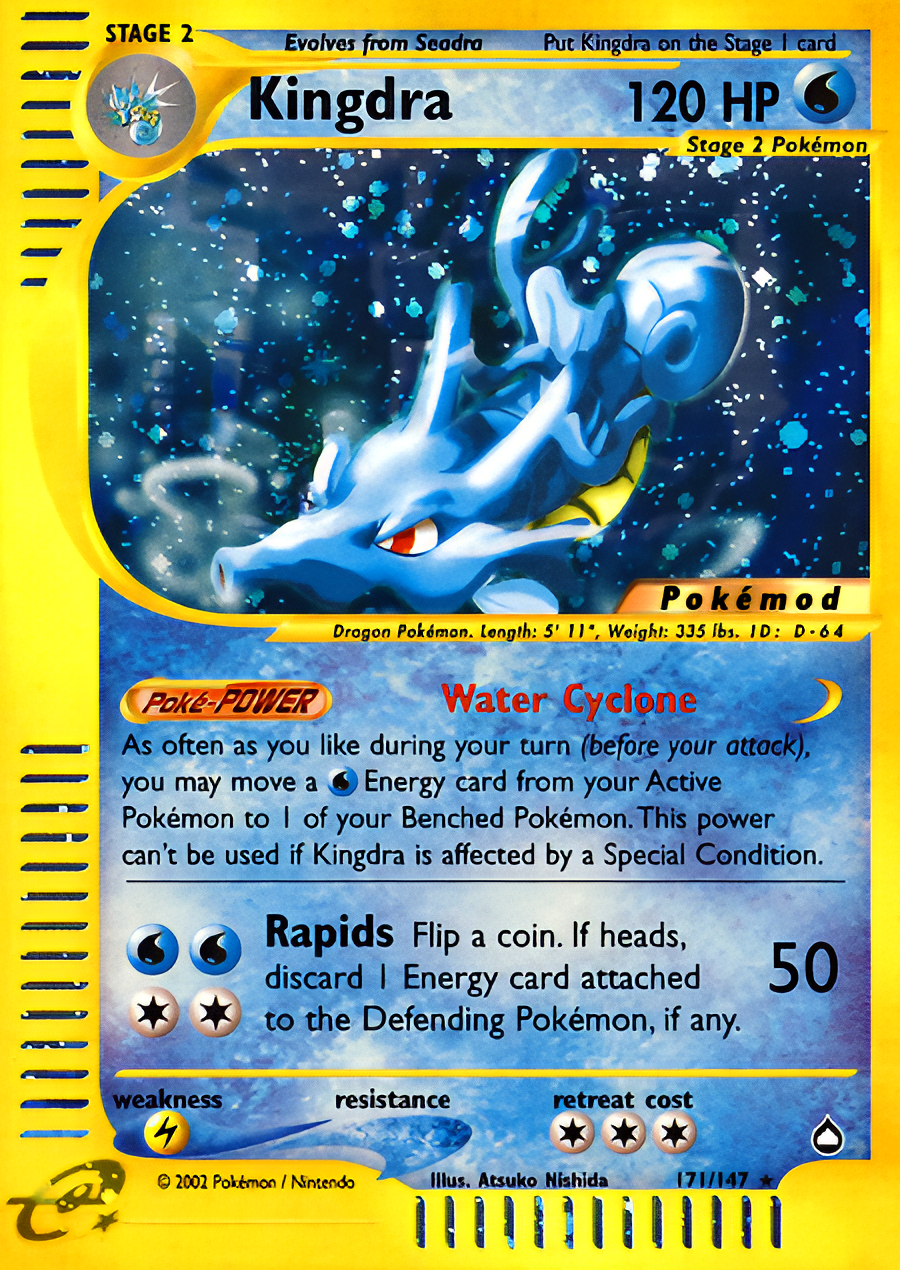 STAGE 2
Evolves from Seadra
Put Kingdra on the Stage 1 card
Kingdra
120 HP
Stage 2 Pokémon
Pokémod
Dragon Pokémon. Length: 5' 11", Weight: 335 lbs. ID: D-64
Poké-POWER
Water Cyclone
As often as you like during your turn (before your attack),
you may move a Energy card from your Active
Pokémon to 1 of your Benched Pokémon. This power
can't be used if Kingdra is affected by a Special Condition.
Rapids Flip a coin. If heads,
discard 1 Energy card attached
to the Defending Pokémon, if any.
50
weakness
resistance
retreat cost
© 2002 Pokémon / Nintendo
Illus. Atsuko Nishida
171/147 ★